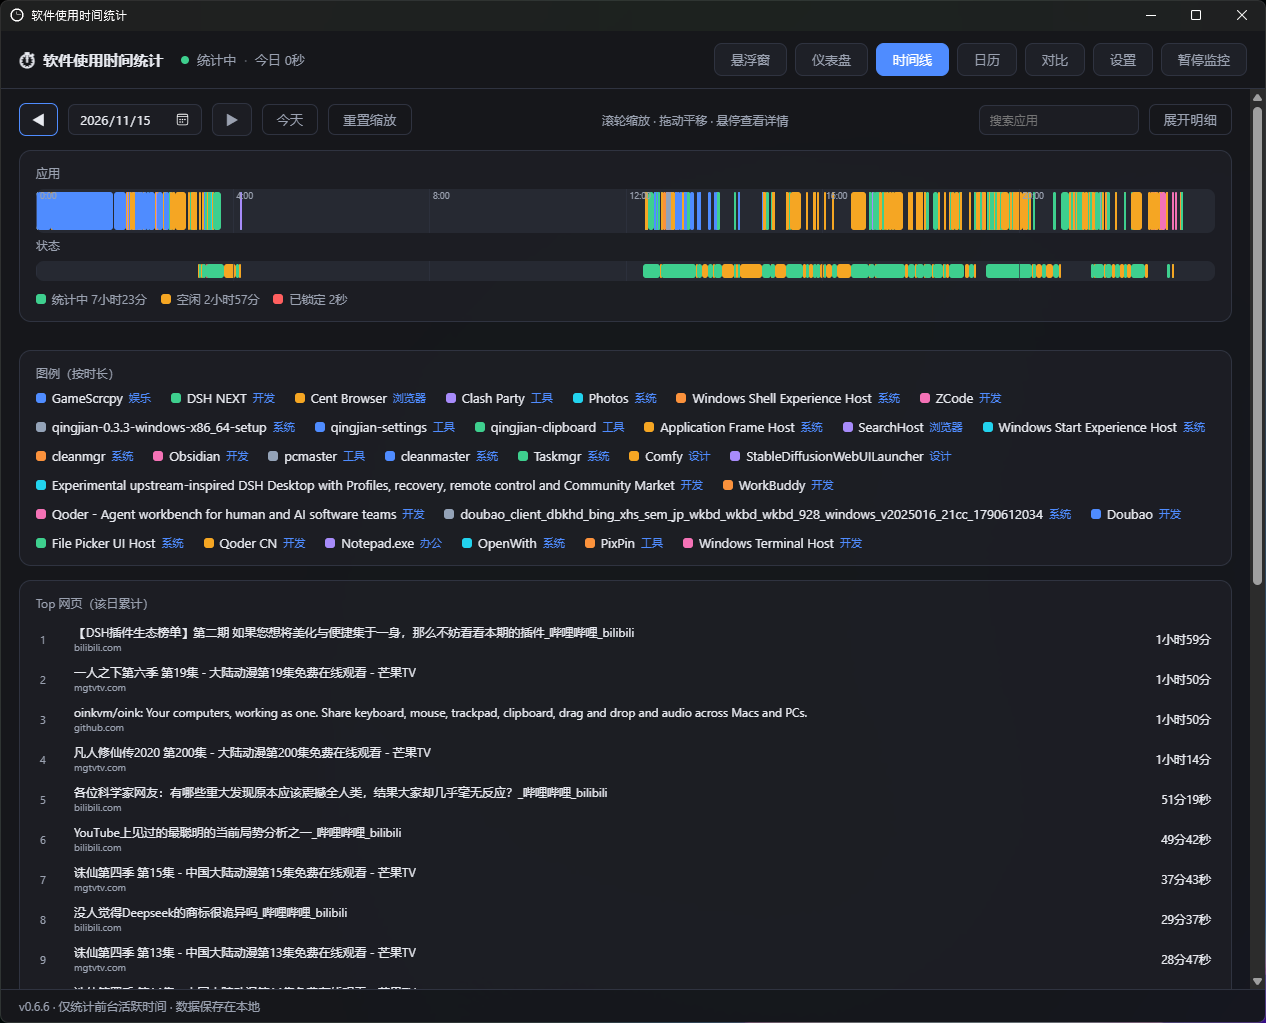 软件使用时间统计
软件使用时间统计 统计中 · 今日 0秒 悬浮窗 仪表盘 时间线 日历 对比 设置 暂停监控
2026/11/15 今天 重置缩放 滚轮缩放 · 拖动平移 · 悬停查看详情 搜索应用 展开明细
应用
0:00 4:00 8:00 12:00 16:00 20:00
状态
统计中 7小时23分 空闲 2小时57分 已锁定 2秒
图例（按时长）
GameScrcpy 娱乐 DSH NEXT 开发 Cent Browser 浏览器 Clash Party 工具 Photos 系统 Windows Shell Experience Host 系统 ZCode 开发
qingjian-0.3.3-windows-x86_64-setup 系统 qingjian-settings 工具 qingjian-clipboard 工具 Application Frame Host 系统 SearchHost 浏览器 Windows Start Experience Host 系统
cleanmgr 系统 Obsidian 开发 pcmaster 工具 cleanmaster 系统 Taskmgr 系统 Comfy 设计 StableDiffusionWebUILauncher 设计
Experimental upstream-inspired DSH Desktop with Profiles, recovery, remote control and Community Market 开发 WorkBuddy 开发
Qoder - Agent workbench for human and AI software teams 开发 doubao_client_dbkhd_bing_xhs_sem_jp_wkbd_wkbd_wkbd_928_windows_v2025016_21cc_1790612034 系统 Doubao 开发
File Picker UI Host 系统 Qoder CN 开发 Notepad.exe 办公 OpenWith 系统 PixPin 工具 Windows Terminal Host 开发
Top 网页（该日累计）
1 【DSH插件生态榜单】第二期 如果您想将美化与便捷集于一身，那么不妨看看本期的插件_哔哩哔哩_bilibili 1小时59分
bilibili.com
2 一人之下第六季 第19集 - 大陆动漫第19集免费在线观看 - 芒果TV 1小时50分
mgtvtv.com
3 oinkvm/oink: Your computers, working as one. Share keyboard, mouse, trackpad, clipboard, drag and drop and audio across Macs and PCs. 1小时50分
github.com
4 凡人修仙传2020 第200集 - 大陆动漫第200集免费在线观看 - 芒果TV 1小时14分
mgtvtv.com
5 各位科学家网友：有哪些重大发现原本应该震撼全人类，结果大家却几乎毫无反应？_哔哩哔哩_bilibili 51分19秒
bilibili.com
6 YouTube上见过的最聪明的当前局势分析之一_哔哩哔哩_bilibili 49分42秒
bilibili.com
7 诛仙第四季 第15集 - 中国大陆动漫第15集免费在线观看 - 芒果TV 37分43秒
mgtvtv.com
8 没人觉得Deepseek的商标很诡异吗_哔哩哔哩_bilibili 29分37秒
bilibili.com
9 诛仙第四季 第13集 - 中国大陆动漫第13集免费在线观看 - 芒果TV 28分47秒
mgtvtv.com
v0.6.6 · 仅统计前台活跃时间 · 数据保存在本地